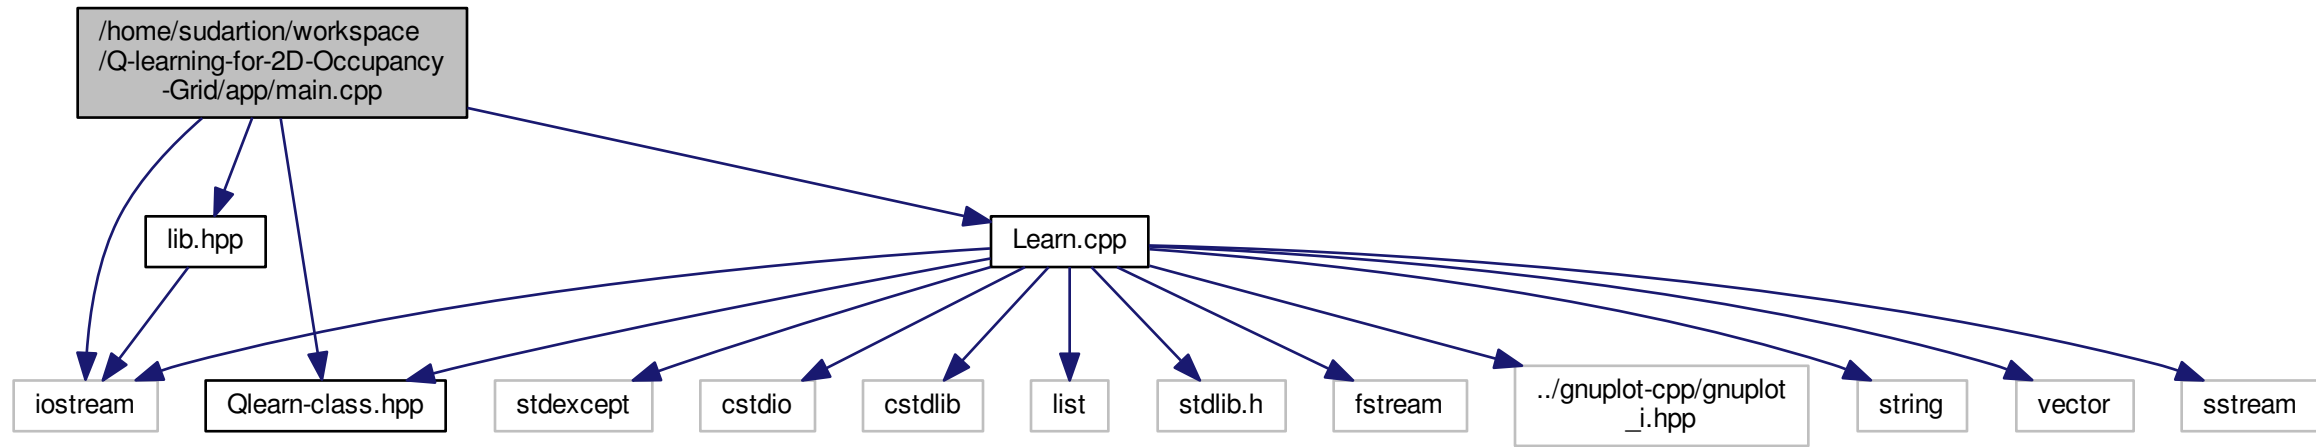 /home/sudartion/workspace
/Q-learning-for-2D-Occupancy
-Grid/app/main.cpp
lib.hpp
Learn.cpp
iostream
Qlearn-class.hpp
stdexcept
cstdio
cstdlib
list
stdlib.h
fstream
../gnuplot-cpp/gnuplot
_i.hpp
string
vector
sstream